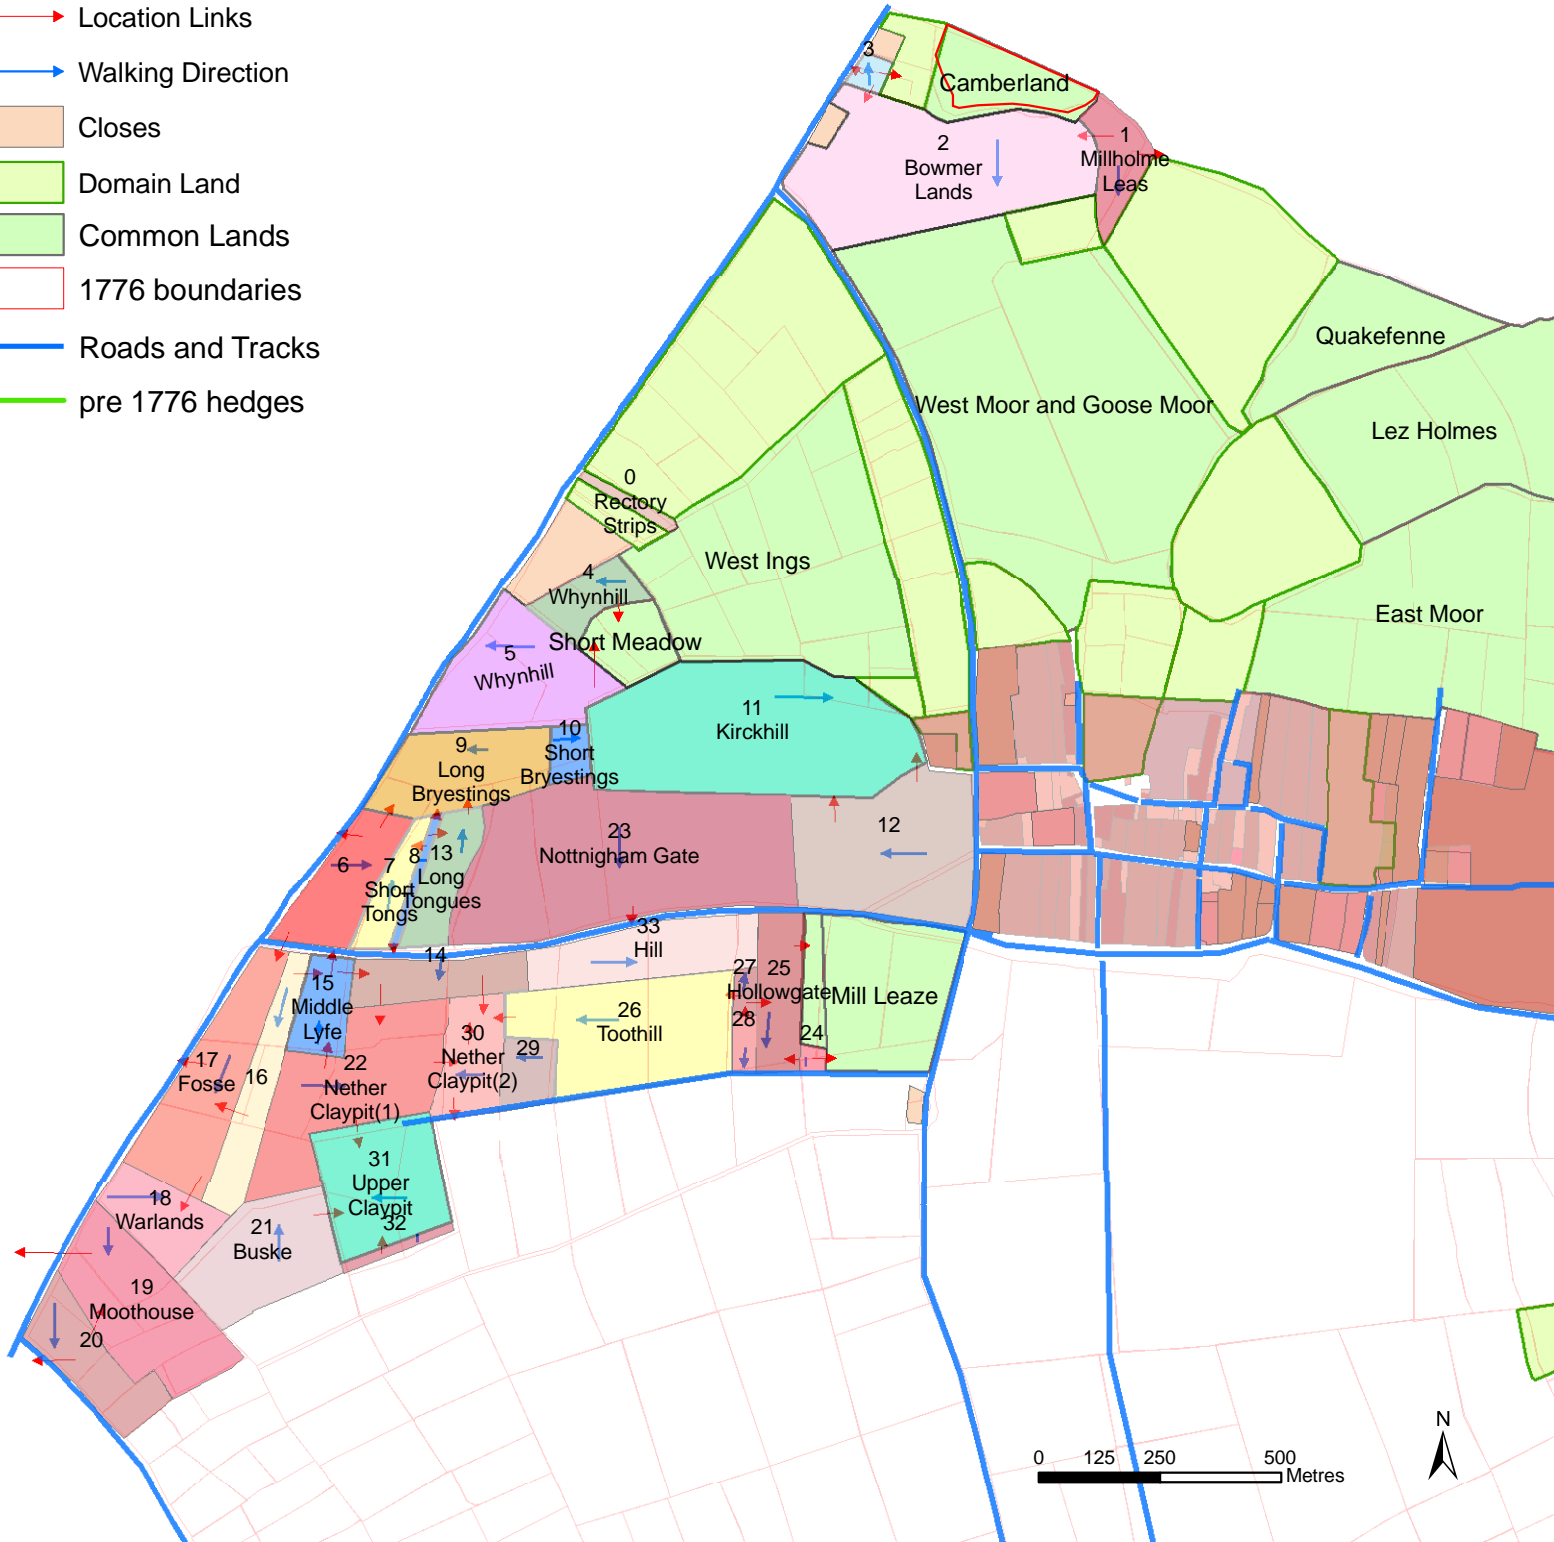 Location Links
Walking Direction
Closes
Domain Land
Common Lands
1776 boundaries
Roads and Tracks
pre 1776 hedges
3
Camberland
1
Millholme
Leas
2
Bowmer
Lands
Quakefenne
West Moor and Goose Moor
Lez Holmes
0
Rectory
Strips
West Ings
4
Whynhill
East Moor
Short Meadow
5
Whynhill
11
Kirckhill
10
Short
Bryestings
9
Long
Bryestings
12
23
Nottnigham Gate
6
7
Short
Tongs
8
13
Long
Tongues
33
Hill
14
15
Middle
Lyfe
27
25
Hollowgate
Mill Leaze
28
24
26
Toothill
29
30
Nether
Claypit(2)
17
Fosse
16
22
Nether
Claypit(1)
31
Upper
Claypit
32
18
Warlands
21
Buske
19
Moothouse
20
N
0 125 250 500
Metres